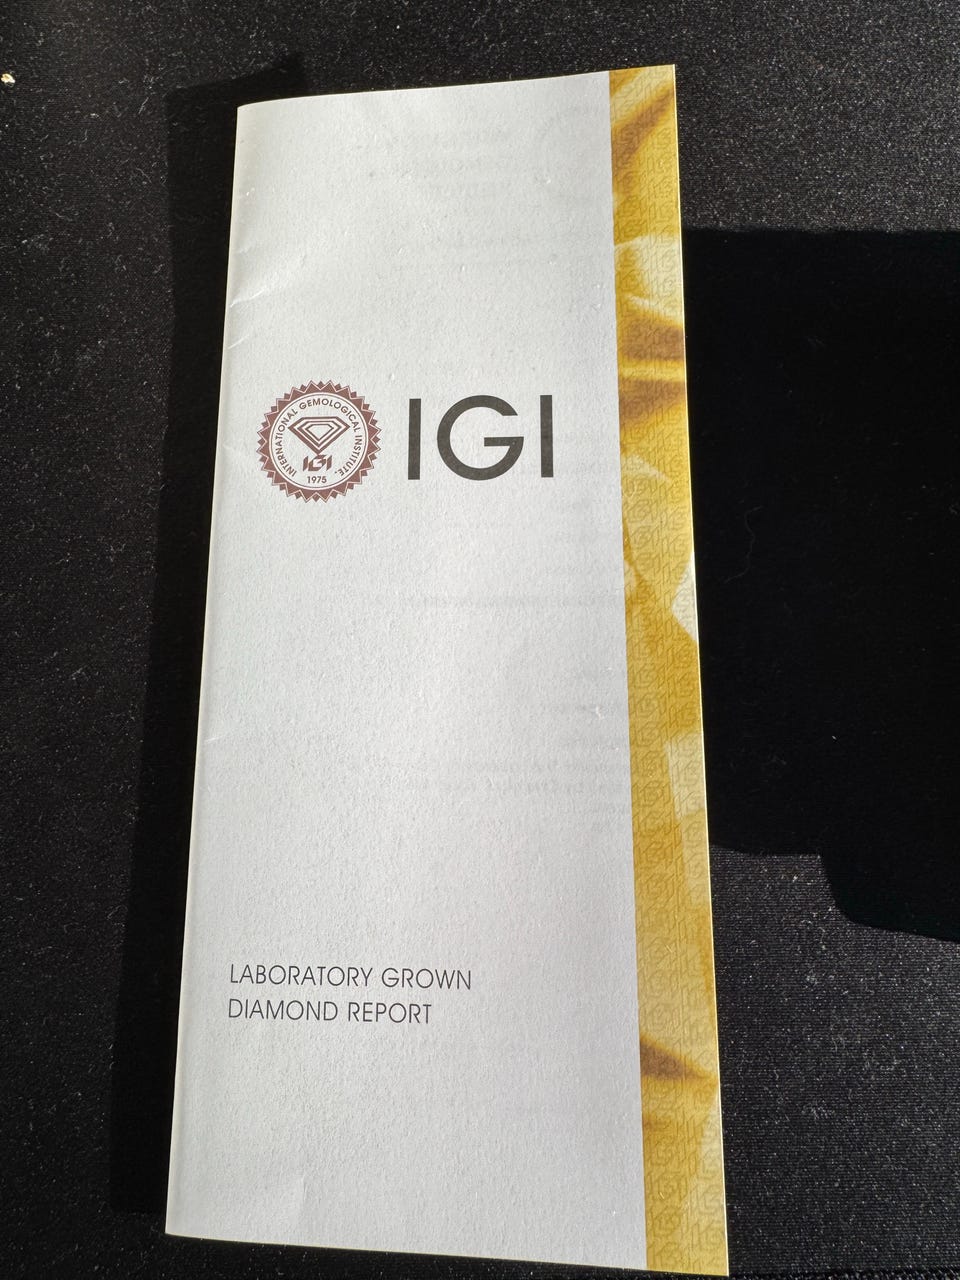 INTERNATIONAL GEMOLOGICAL INSTITUTE
IGI
1975
IGI
LABORATORY GROWN
DIAMOND REPORT